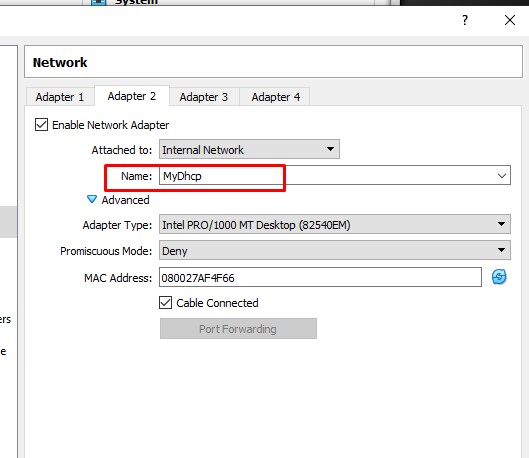 System
?
Network
Adapter 1 Adapter 2 Adapter 3 Adapter 4
Enable Network Adapter
Attached to: Internal Network
Name: MyDhcp
Advanced
Adapter Type: Intel PRO/1000 MT Desktop (82540EM)
Promiscuous Mode: Deny
MAC Address: 080027AF4F66
Cable Connected
Port Forwarding
ers
e